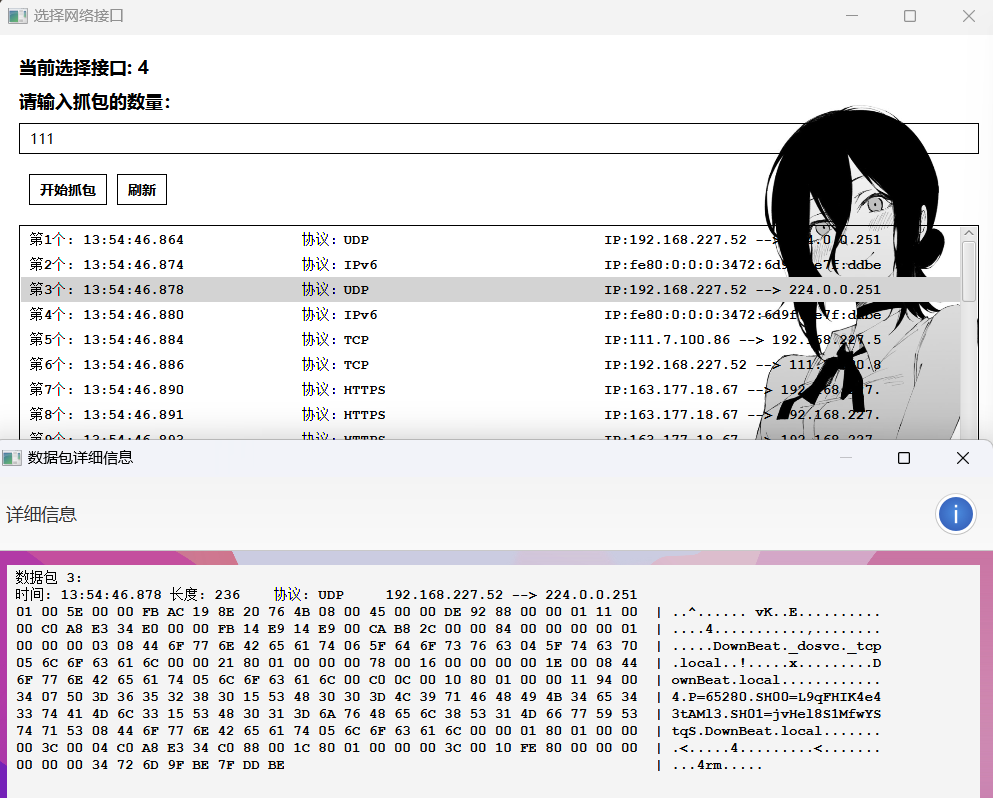 选择网络接口
当前选择接口: 4
请输入抓包的数量:
111
开始抓包 刷新
第1个: 13:54:46.864 协议: UDP IP:192.168.227.52 --> 224.0.0.251
第2个: 13:54:46.874 协议: IPv6 IP:fe80:0:0:0:3472:6d9f:be7f:ddbe
第3个: 13:54:46.878 协议: UDP IP:192.168.227.52 --> 224.0.0.251
第4个: 13:54:46.880 协议: IPv6 IP:fe80:0:0:0:3472:6d9f:be7f:ddbe
第5个: 13:54:46.884 协议: TCP IP:111.7.100.86 --> 192.168.227.5
第6个: 13:54:46.886 协议: TCP IP:192.168.227.52 --> 111.7.100.8
第7个: 13:54:46.890 协议: HTTPS IP:163.177.18.67 --> 192.168.227.
第8个: 13:54:46.891 协议: HTTPS IP:163.177.18.67 --> 192.168.227.
第9个: 13:54:46.893 协议: HTTPS IP:163.177.18.67 --> 192.168.227.
数据包详细信息
详细信息
数据包 3:
时间: 13:54:46.878 长度: 236 协议: UDP 192.168.227.52 --> 224.0.0.251
01 00 5E 00 00 FB AC 19 8E 20 76 4B 08 00 45 00 00 DE 92 88 00 00 01 11 00 | ..^...... vK..E..........
00 C0 A8 E3 34 E0 00 00 FB 14 E9 14 E9 00 CA B8 2C 00 00 84 00 00 00 00 01 | ....4...........,........
00 00 00 03 08 44 6F 77 6E 42 65 61 74 06 5F 64 6F 73 76 63 04 5F 74 63 70 | .....DownBeat._dosvc._tcp
05 6C 6F 63 61 6C 00 00 21 80 01 00 00 00 78 00 16 00 00 00 00 1E 00 08 44 | .local..!.....x.........D
6F 77 6E 42 65 61 74 05 6C 6F 63 61 6C 00 C0 0C 00 10 80 01 00 00 11 94 00 | ownBeat.local............
34 07 50 3D 36 35 32 38 30 15 53 48 30 30 3D 4C 39 71 46 48 49 4B 34 65 34 | 4.P=65280.SH00=L9qFHIK4e4
33 74 41 4D 6C 33 15 53 48 30 31 3D 6A 76 48 65 6C 38 53 31 4D 66 77 59 53 | 3tAMl3.SH01=jvHel8S1MfwYS
74 71 53 08 44 6F 77 6E 42 65 61 74 05 6C 6F 63 61 6C 00 00 01 80 01 00 00 | tqS.DownBeat.local.......
00 3C 00 04 C0 A8 E3 34 C0 88 00 1C 80 01 00 00 00 3C 00 10 FE 80 00 00 00 | .<.....4.........<.......
00 00 00 34 72 6D 9F BE 7F DD BE | ...4rm.....